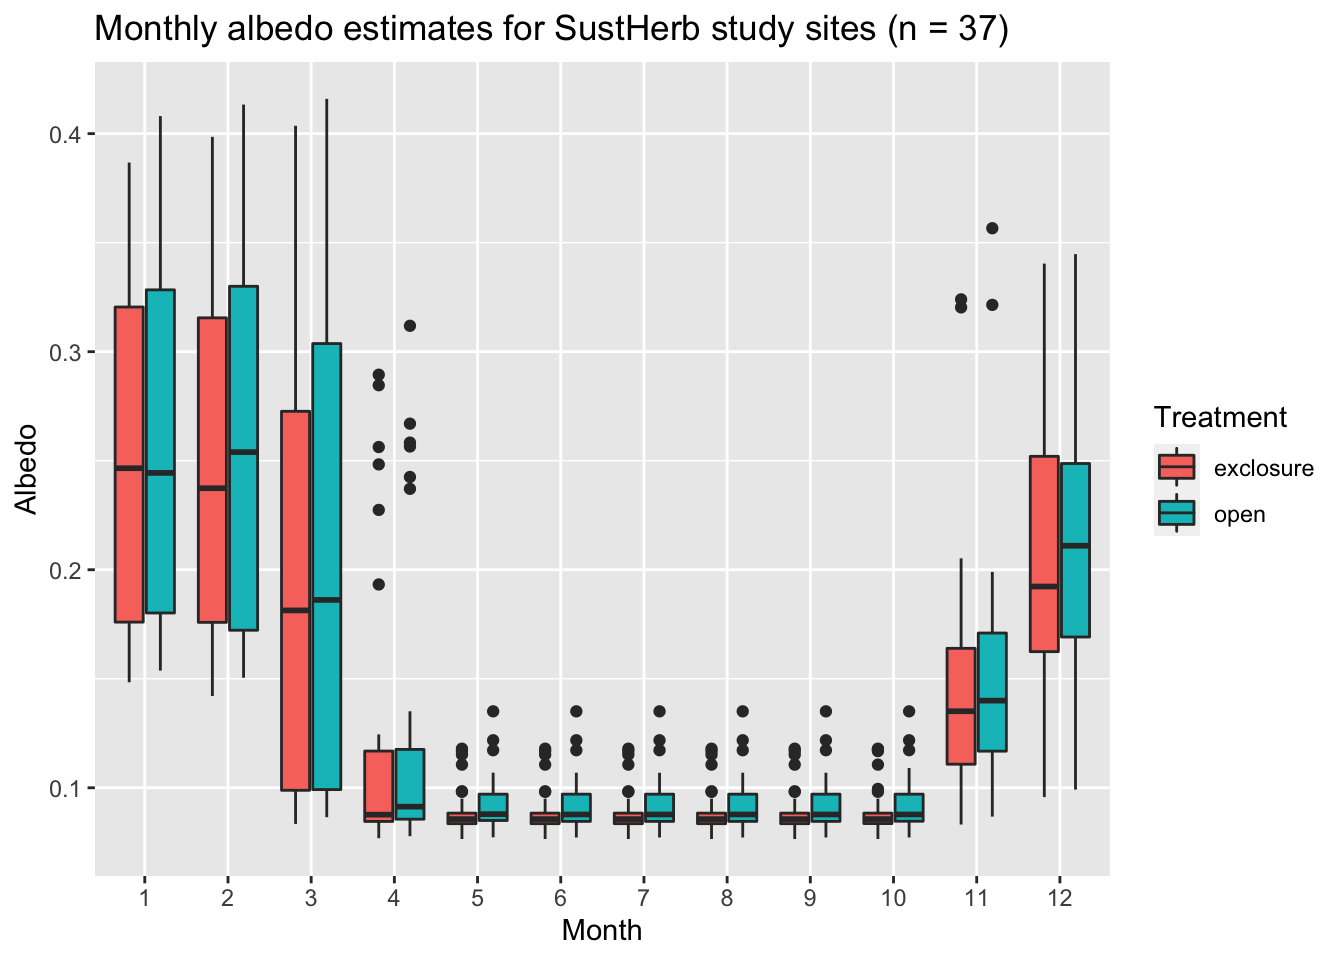 Monthly albedo estimates for SustHerb study sites (n = 37)
0.4
0.3
0.2
0.1
Albedo
1 2 3 4 5 6 7 8 9 10 11 12
Month
Treatment
exclosure
open